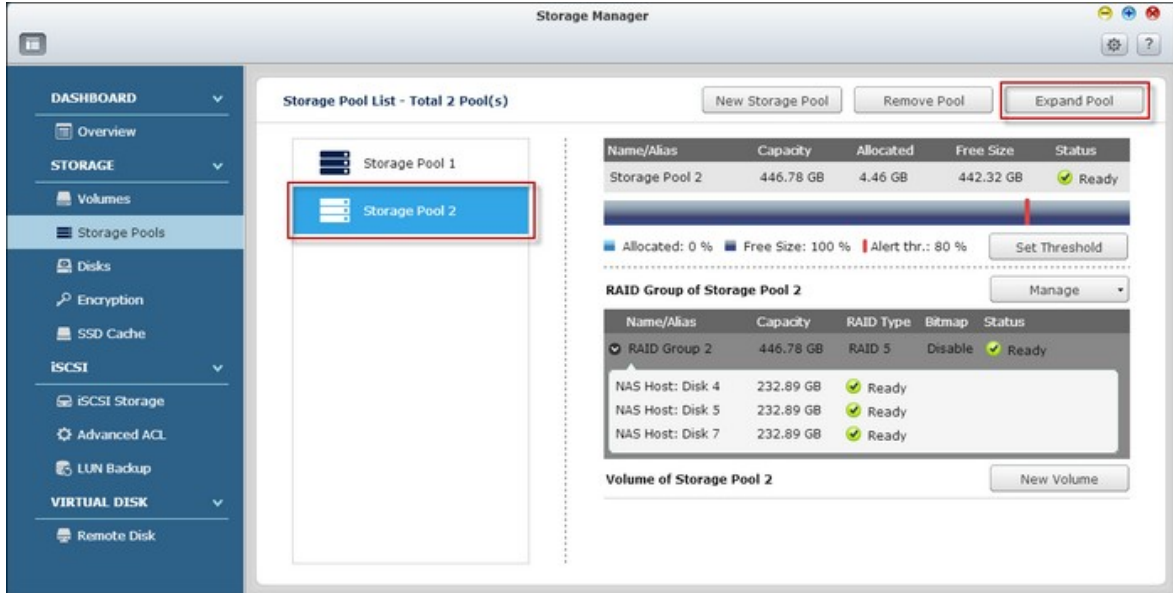 Storage Manager
?
DASHBOARD
Overview
STORAGE
Volumes
Storage Pools
Disks
Encryption
SSD Cache
iSCSI
iSCSI Storage
Advanced ACL
LUN Backup
VIRTUAL DISK
Remote Disk
Storage Pool List - Total 2 Pool(s)
New Storage Pool
Remove Pool
Expand Pool
Storage Pool 1
Storage Pool 2
Name/Alias Capacity Allocated Free Size Status
Storage Pool 2 446.78 GB 4.46 GB 442.32 GB Ready
Allocated: 0 % Free Size: 100 % Alert thr.: 80 % Set Threshold
RAID Group of Storage Pool 2 Manage
Name/Alias Capacity RAID Type Bitmap Status
RAID Group 2 446.78 GB RAID 5 Disable Ready
NAS Host: Disk 4 232.89 GB Ready
NAS Host: Disk 5 232.89 GB Ready
NAS Host: Disk 7 232.89 GB Ready
Volume of Storage Pool 2 New Volume